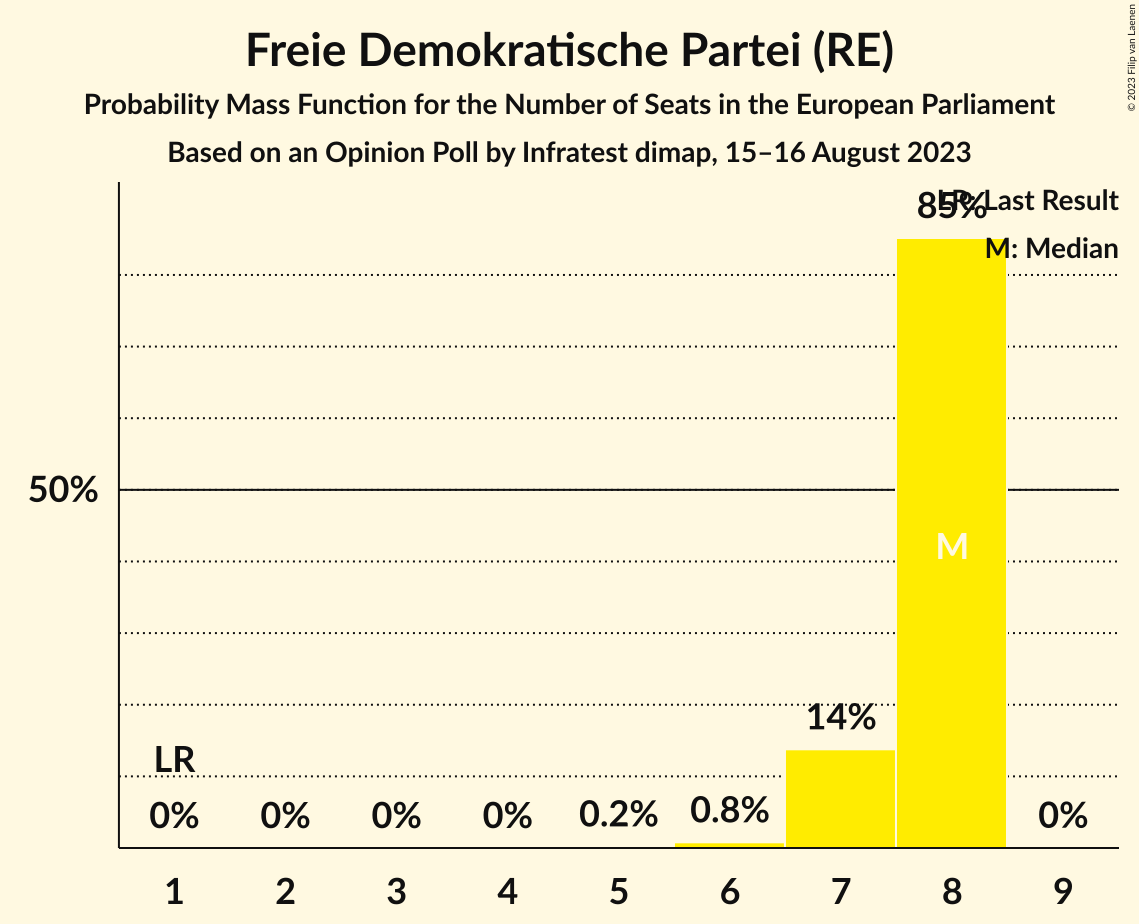 Freie Demokratische Partei (RE)
Probability Mass Function for the Number of Seats in the European Parliament
Based on an Opinion Poll by Infratest dimap, 15–16 August 2023
© 2023 Filip van Laenen
LR: Last Result
85%
M: Median
50%
M
14%
LR
0%
0%
0%
0%
0.2%
0.8%
0%
1 2 3 4 5 6 7 8 9